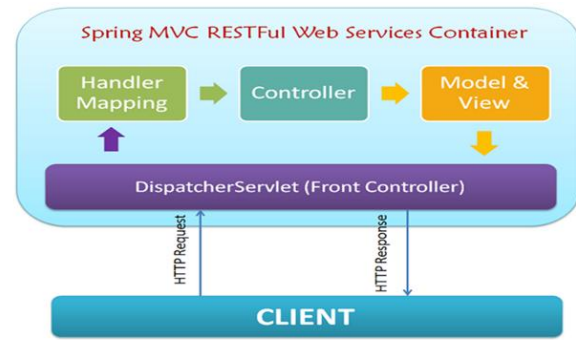 Spring MVC RESTFul Web Services Container
Handler
Mapping
Controller
Model &
View
DispatcherServlet (Front Controller)
HTTP Request
HTTP Response
CLIENT